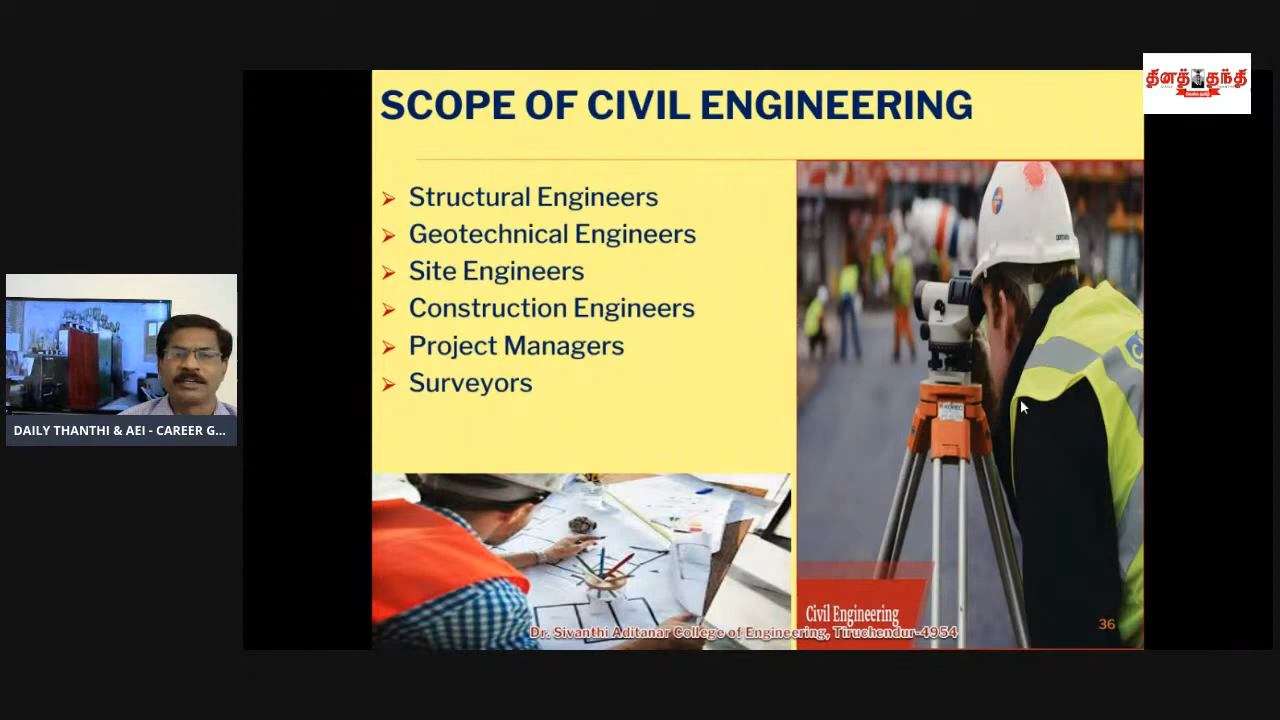 SCOPE OF CIVIL ENGINEERING
தினத்தந்தி
Structural Engineers
Geotechnical Engineers
Site Engineers
Construction Engineers
Project Managers
Surveyors
DAILY THANTHI & AEI - CAREER G...
Civil Engineering
Dr. Sivanthi Aditanar College of Engineering, Tiruchendur-4954
36